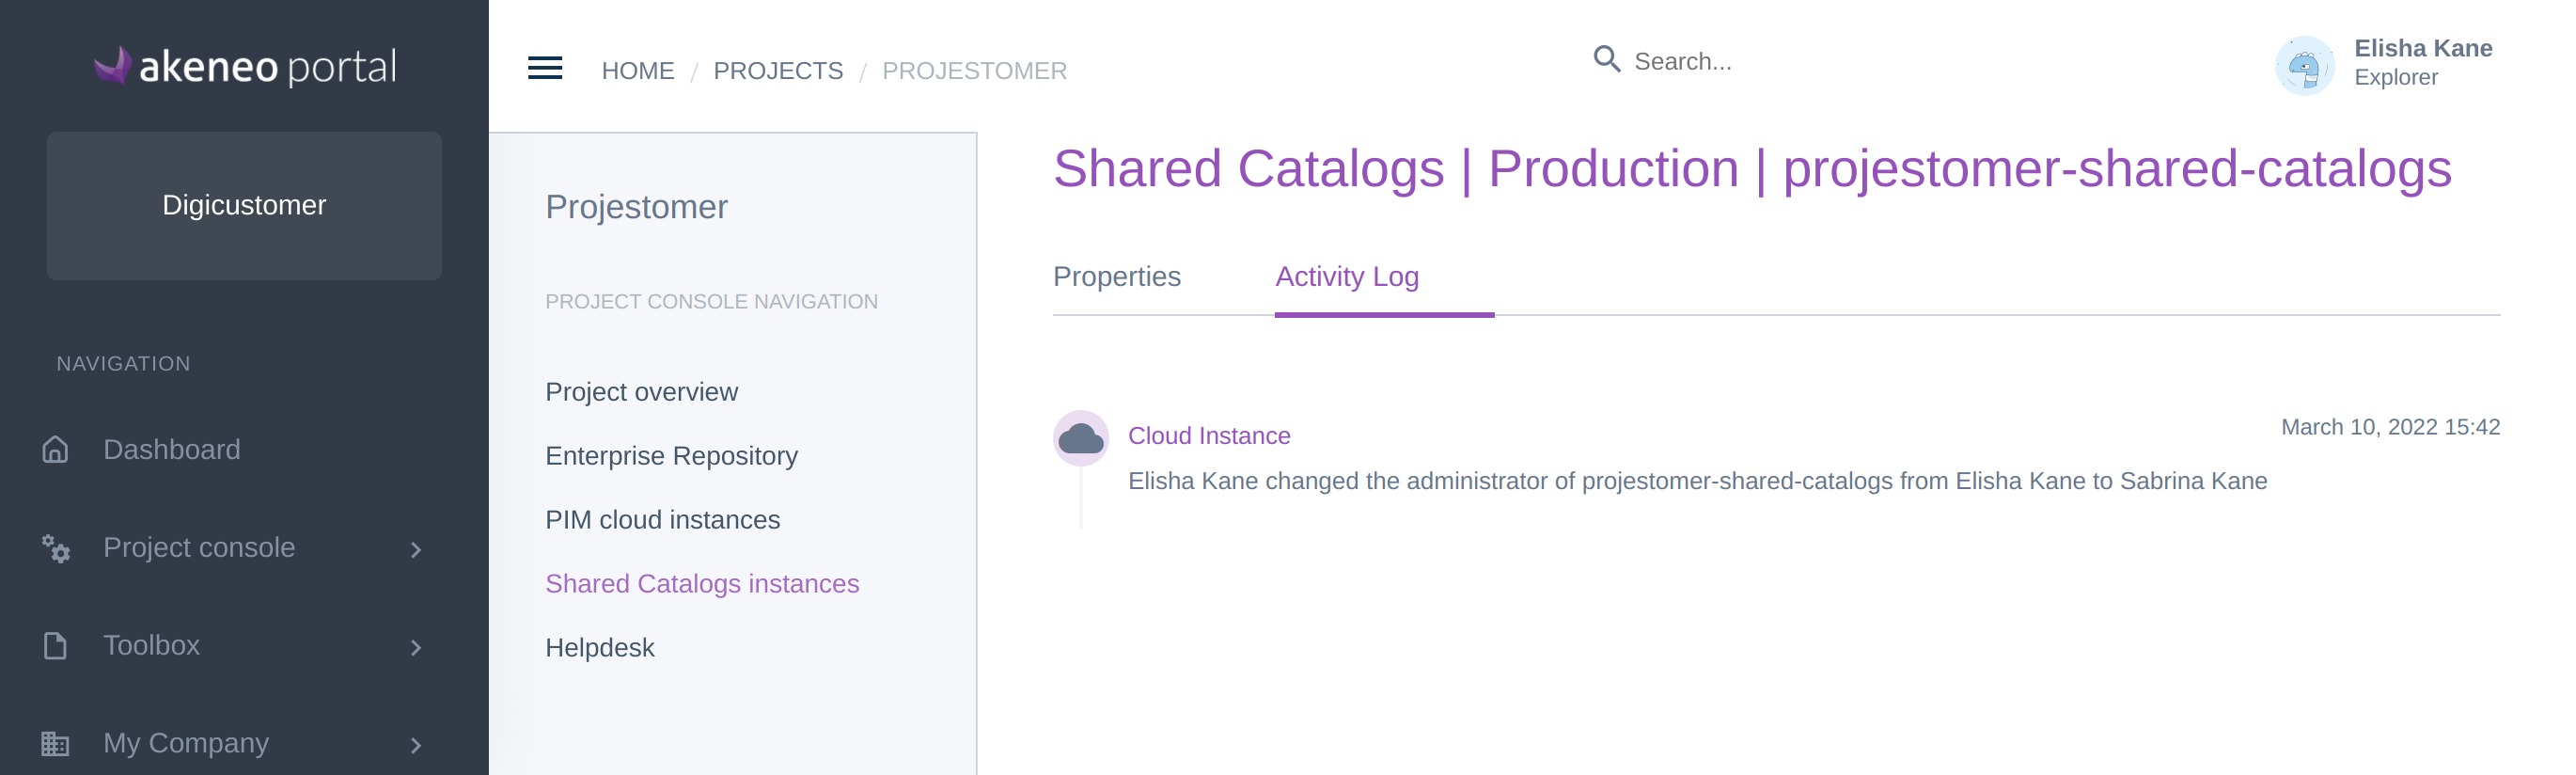 akeneo portal
Digicustomer
NAVIGATION
Dashboard
Project console
Toolbox
My Company
HOME / PROJECTS / PROJESTOMER
Search...
Elisha Kane
Explorer
Projestomer
PROJECT CONSOLE NAVIGATION
Project overview
Enterprise Repository
PIM cloud instances
Shared Catalogs instances
Helpdesk
Shared Catalogs | Production | projestomer-shared-catalogs
Properties
Activity Log
Cloud Instance
March 10, 2022 15:42
Elisha Kane changed the administrator of projestomer-shared-catalogs from Elisha Kane to Sabrina Kane